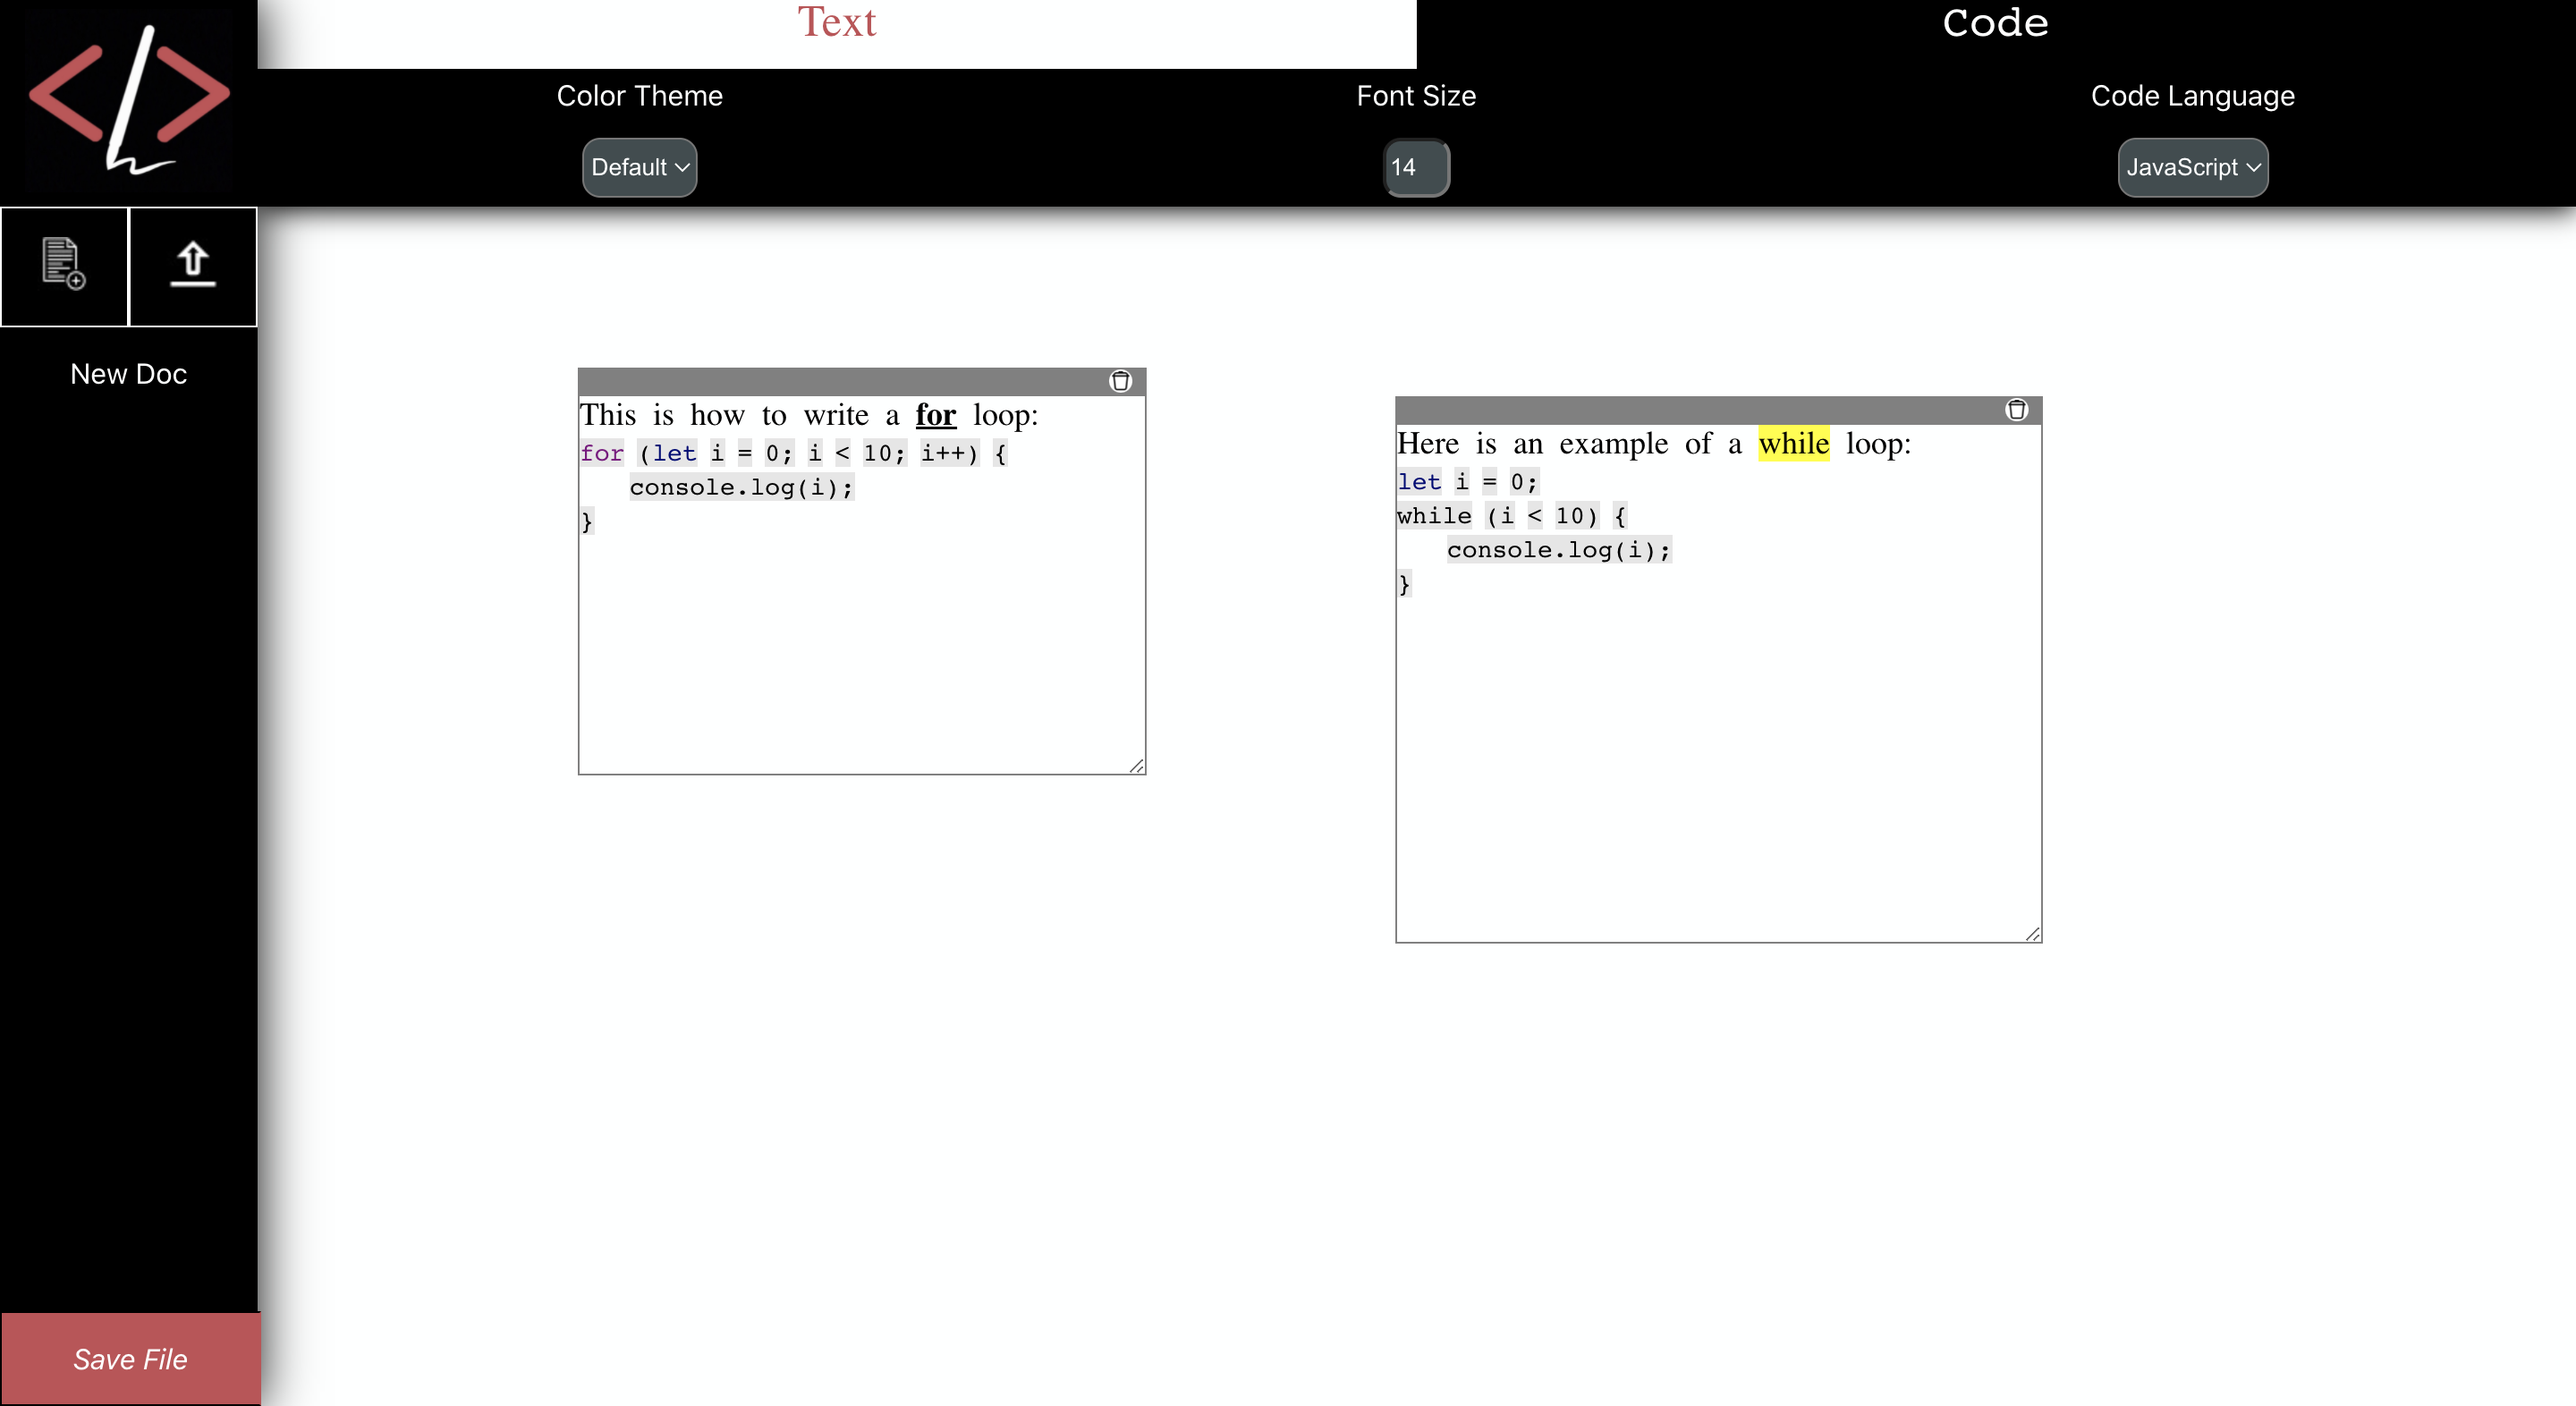 Text
Code
Color Theme
Font Size
Code Language
Default
14
JavaScript
New Doc
This is how to write a for loop:
for (let i = 0; i < 10; i++) {
    console.log(i);
}
Here is an example of a while loop:
let i = 0;
while (i < 10) {
    console.log(i);
}
Save File